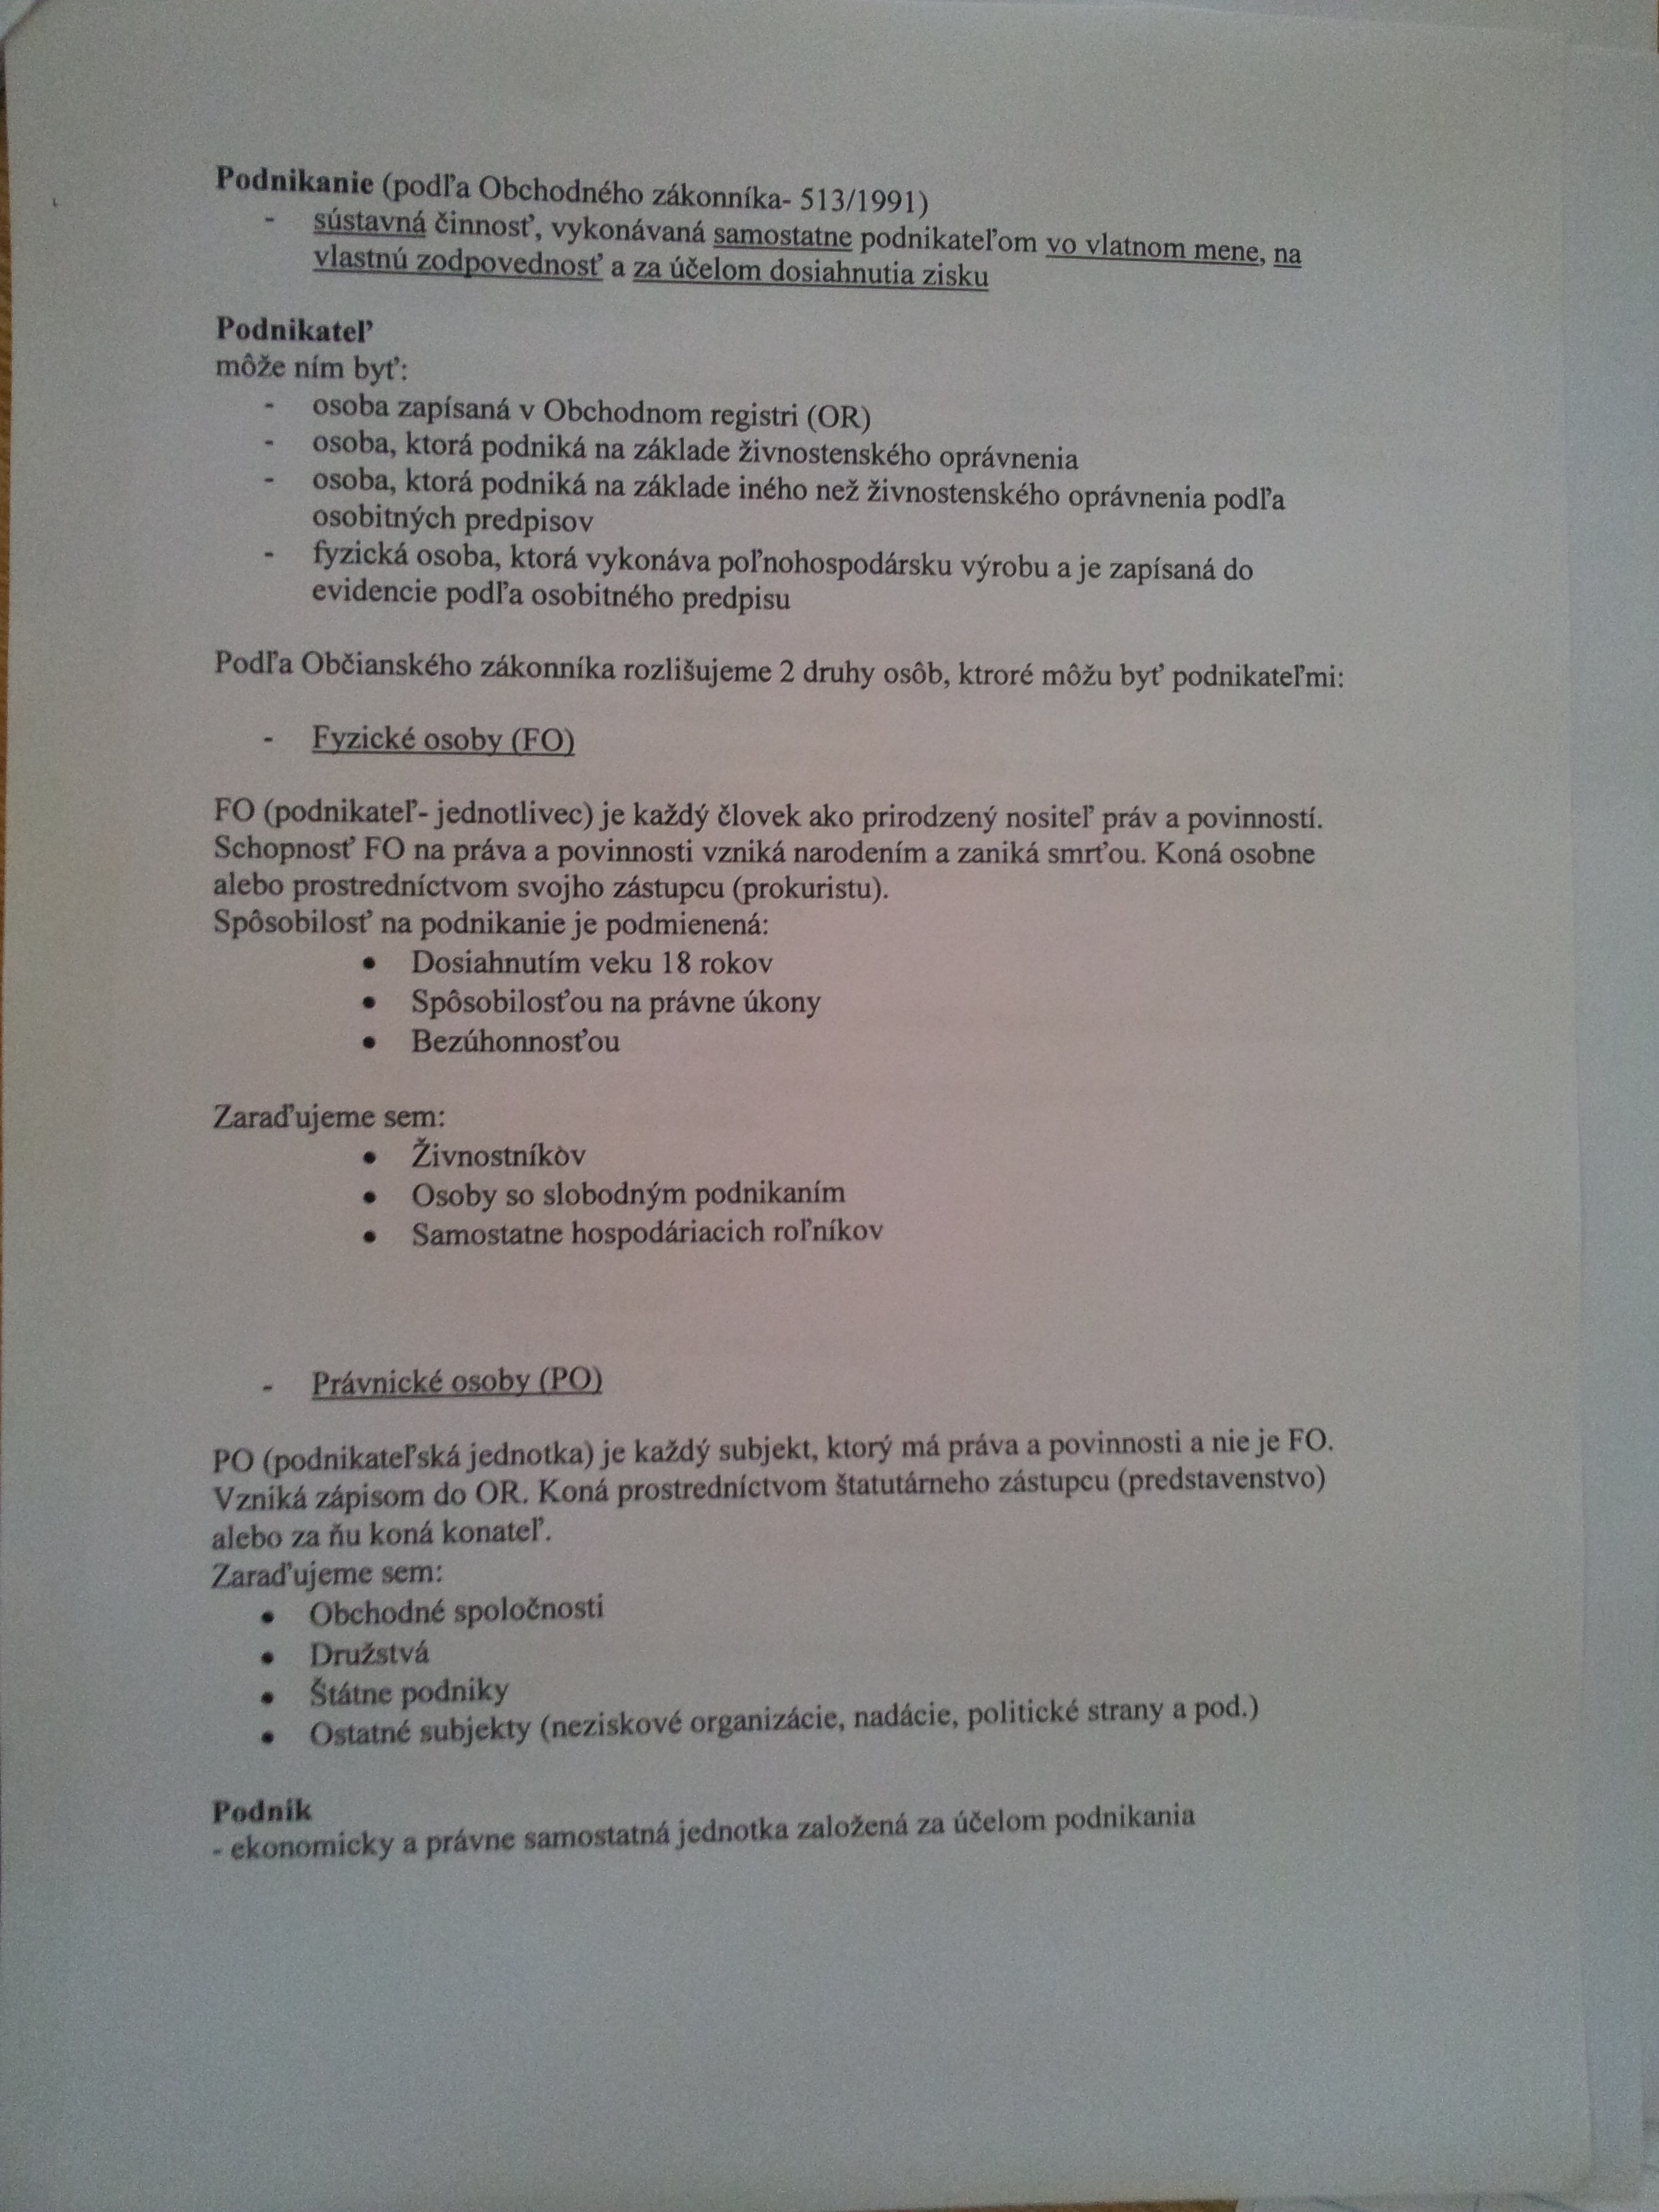 Podnikanie (podľa Obchodného zákonníka- 513/1991)
- sústavná činnosť, vykonávaná samostatne podnikateľom vo vlatnom mene, na
vlastnú zodpovednosť a za účelom dosiahnutia zisku
Podnikateľ
môže ním byť:
- osoba zapísaná v Obchodnom registri (OR)
- osoba, ktorá podniká na základe živnostenského oprávnenia
- osoba, ktorá podniká na základe iného než živnostenského oprávnenia podľa
osobitných predpisov
- fyzická osoba, ktorá vykonáva poľnohospodársku výrobu a je zapísaná do
evidencie podľa osobitného predpisu
Podľa Občianského zákonníka rozlišujeme 2 druhy osôb, ktroré môžu byť podnikateľmi:
- Fyzické osoby (FO)
FO (podnikateľ- jednotlivec) je každý človek ako prirodzený nositeľ práv a povinností.
Schopnosť FO na práva a povinnosti vzniká narodením a zaniká smrťou. Koná osobne
alebo prostredníctvom svojho zástupcu (prokuristu).
Spôsobilosť na podnikanie je podmienená:
• Dosiahnutím veku 18 rokov
• Spôsobilosťou na právne úkony
• Bezúhonnosťou
Zaraďujeme sem:
• Živnostníkòv
• Osoby so slobodným podnikaním
• Samostatne hospodáriacich roľníkov
- Právnické osoby (PO)
PO (podnikateľská jednotka) je každý subjekt, ktorý má práva a povinnosti a nie je FO.
Vzniká zápisom do OR. Koná prostredníctvom štatutárneho zástupcu (predstavenstvo)
alebo za ňu koná konateľ.
Zaraďujeme sem:
• Obchodné spoločnosti
• Družstvá
• Štátne podniky
• Ostatné subjekty (neziskové organizácie, nadácie, politické strany a pod.)
Podnik
- ekonomicky a právne samostatná jednotka založená za účelom podnikania